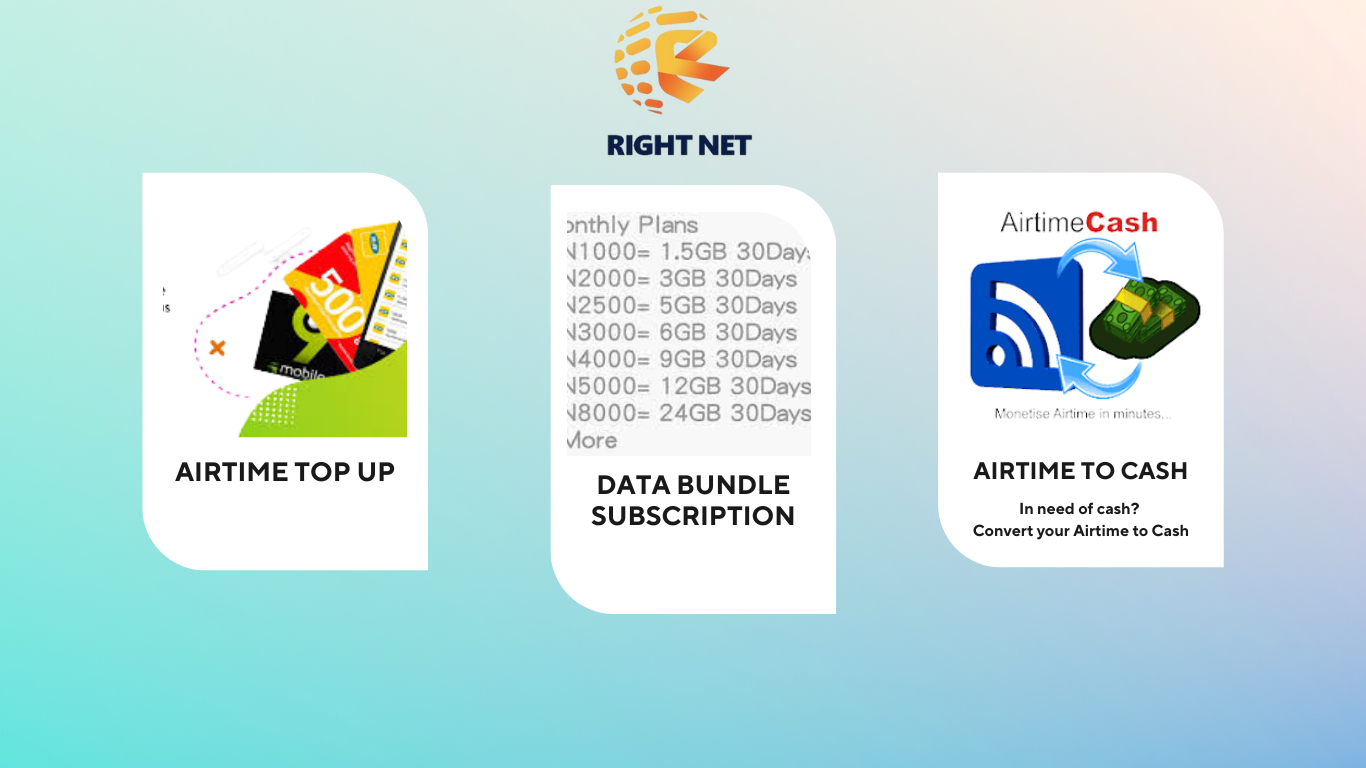 RIGHT NET
500
9
mobile
AIRTIME TOP UP
onthly Plans
N1000= 1.5GB 30Days
N2000= 3GB 30Days
N2500= 5GB 30Days
N3000= 6GB 30Days
N4000= 9GB 30Days
N5000= 12GB 30Days
N8000= 24GB 30Days
More
DATA BUNDLE
SUBSCRIPTION
AirtimeCash
Monetise Airtime in minutes...
AIRTIME TO CASH
In need of cash?
Convert your Airtime to Cash